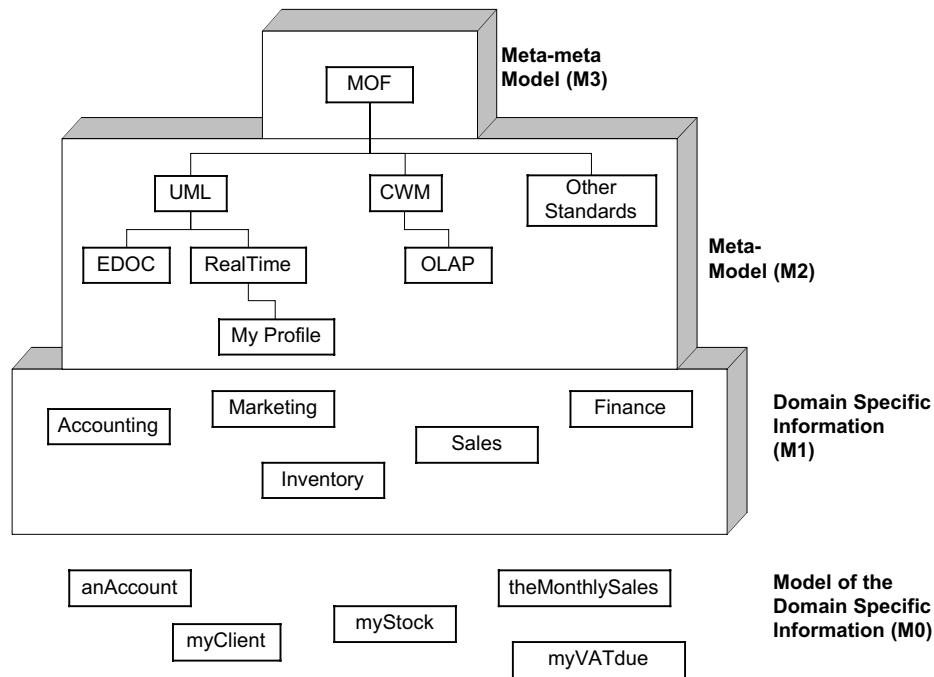 MOF
Meta-meta
Model (M3)
UML
CWM
Other
Standards
EDOC
RealTime
OLAP
Meta-
Model (M2)
My Profile
Accounting
Marketing
Finance
Sales
Inventory
Domain Specific
Information
(M1)
anAccount
theMonthlySales
myClient
myStock
myVATdue
Model of the
Domain Specific
Information (M0)